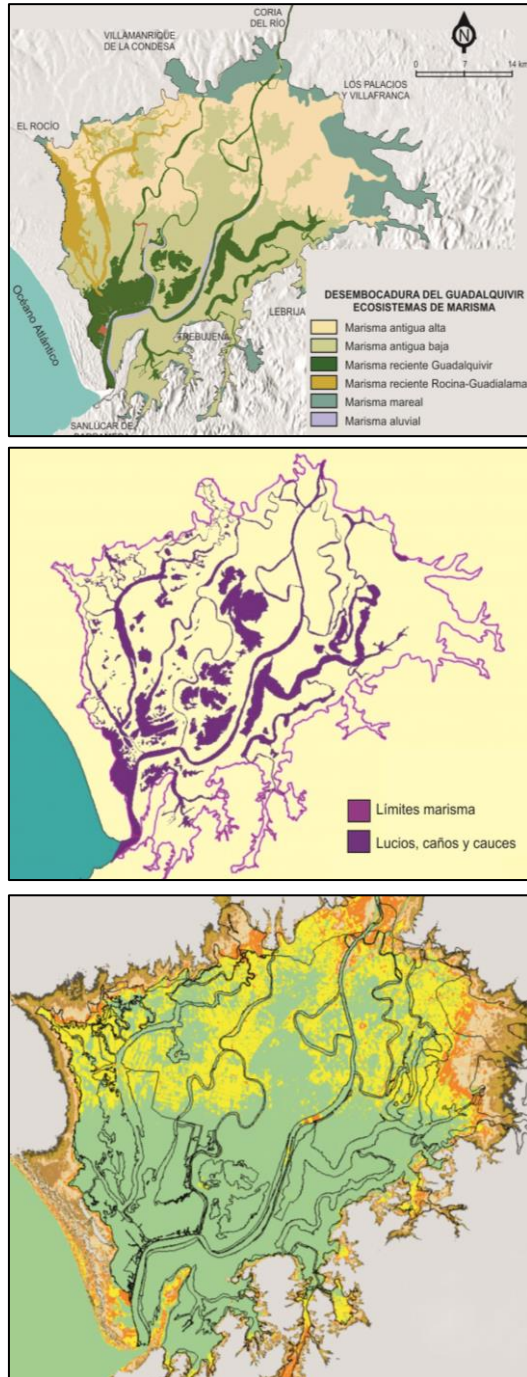 CORIA
DEL RÍO
VILLAMANRIQUE
DE LA CONDESA
N
0 7 14 km
LOS PALACIOS
Y VILLAFRANCA
EL ROCÍO
Océano Atlántico
DESEMBOCADURA DEL GUADALQUIVIR
ECOSISTEMAS DE MARISMA
LEBRIJA
Marisma antigua alta
Marisma antigua baja
TREBUJENA
Marisma reciente Guadalquivir
Marisma reciente Rocina-Guadialama
Marisma mareal
Marisma aluvial
SANLÚCAR DE
BARRAMEDA
Límites marisma
Lucios, caños y cauces